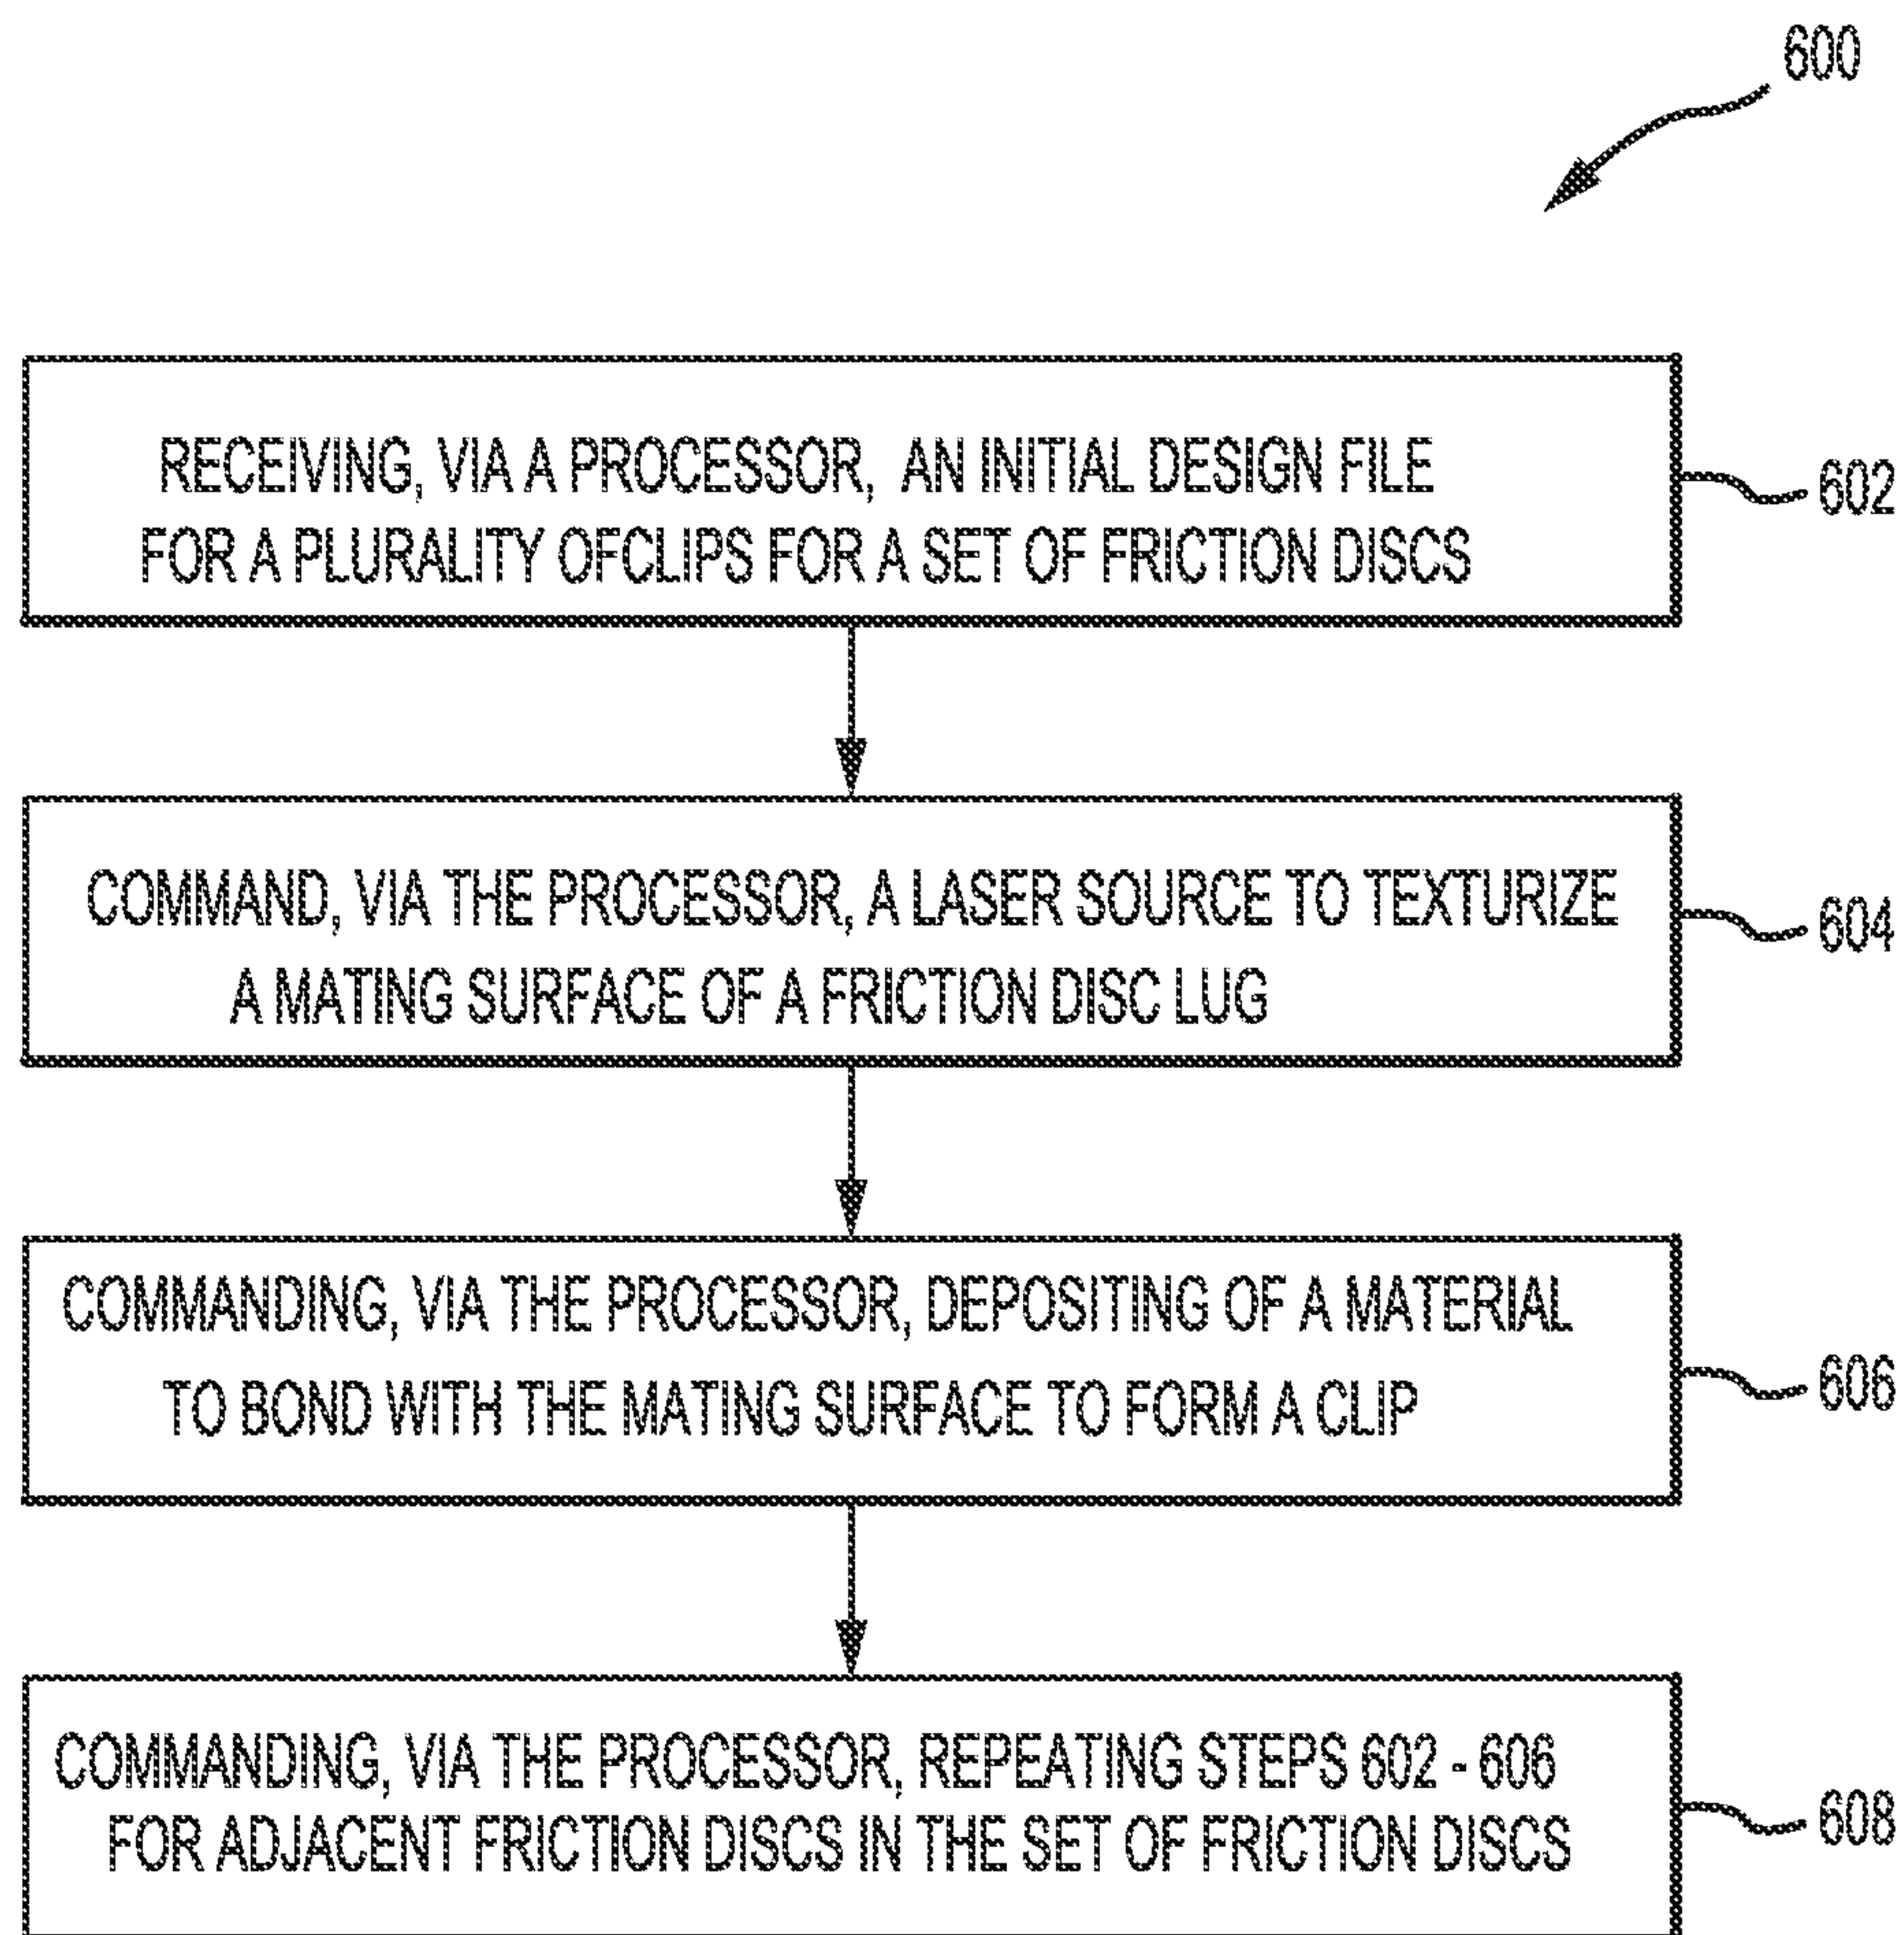 600
RECEIVING, VIA A PROCESSOR, AN INITIAL DESIGN FILE
FOR A PLURALITY OFCLIPS FOR A SET OF FRICTION DISCS
602
COMMAND, VIA THE PROCESSOR, A LASER SOURCE TO TEXTURIZE
A MATING SURFACE OF A FRICTION DISC LUG
604
COMMANDING, VIA THE PROCESSOR, DEPOSITING OF A MATERIAL
TO BOND WITH THE MATING SURFACE TO FORM A CLIP
606
COMMANDING, VIA THE PROCESSOR, REPEATING STEPS 602 - 606
FOR ADJACENT FRICTION DISCS IN THE SET OF FRICTION DISCS
608